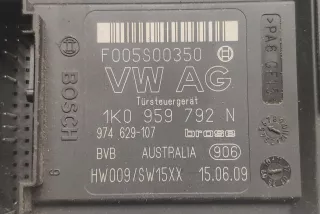 F005S00350
BOSCH
VW AG
Türsteuergerät
1K0 959 792 N
974 629-107 brose
BVB AUSTRALIA 906
HW009/SW15XX 15.06.09